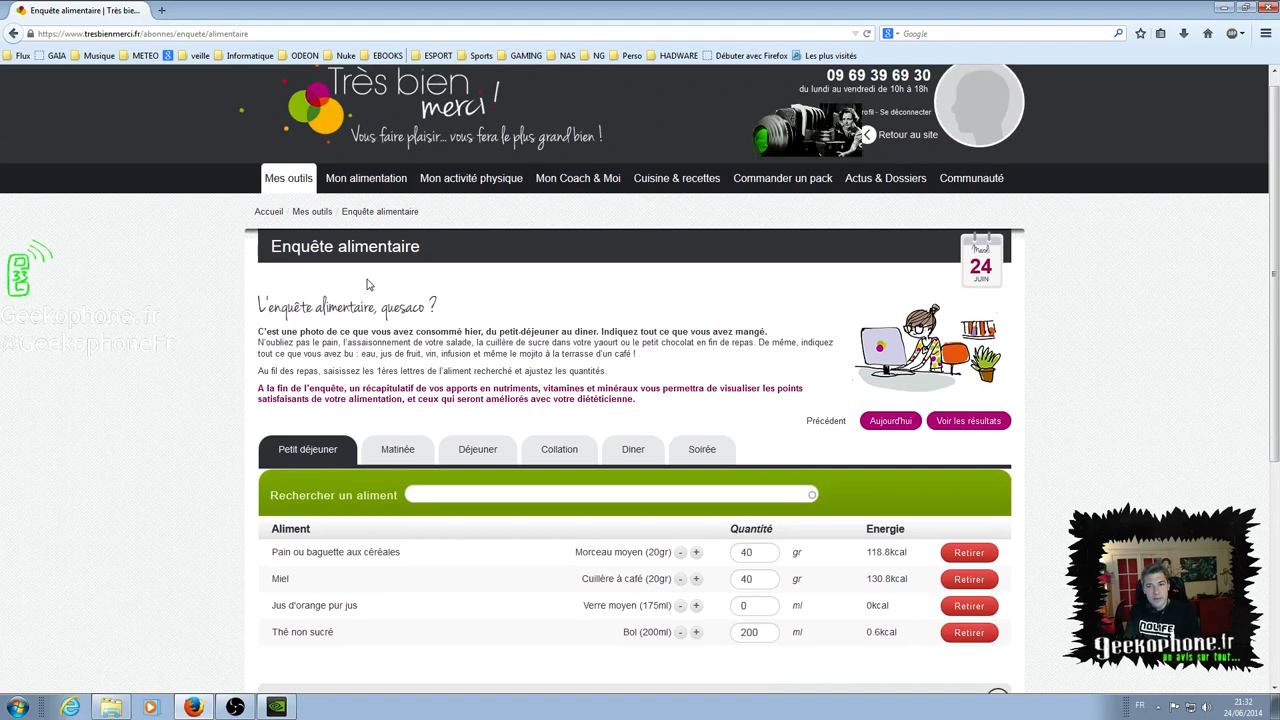 Enquête alimentaire | Très bie...
https://www.tresbienmerci.fr/abonnes/enquete/alimentaire
Google
Flux GAIA Musique METEO veille Informatique ODEON Nuke EBOOKS ESPORT Sports GAMING NAS NG Perso HADWARE Débuter avec Firefox Les plus visités
Très bien
merci !
Vous faire plaisir... vous fera le plus grand bien !
09 69 39 69 30
du lundi au vendredi de 10h à 18h
rofil - Se déconnecter
Retour au site
Mes outils Mon alimentation Mon activité physique Mon Coach & Moi Cuisine & recettes Commander un pack Actus & Dossiers Communauté
Accueil / Mes outils / Enquête alimentaire
Enquête alimentaire
24
JUIN
L'enquête alimentaire, quesaco ?
C'est une photo de ce que vous avez consommé hier, du petit-déjeuner au diner. Indiquez tout ce que vous avez mangé.
N'oubliez pas le pain, l'assaisonnement de votre salade, la cuillère de sucre dans votre yaourt ou le petit chocolat en fin de repas. De même, indiquez
tout ce que vous avez bu : eau, jus de fruit, vin, infusion et même le mojito à la terrasse d'un café !
Au fil des repas, saisissez les 1éres lettres de l'aliment recherché et ajustez les quantités.
A la fin de l'enquête, un récapitulatif de vos apports en nutriments, vitamines et minéraux vous permettra de visualiser les points
satisfaisants de votre alimentation, et ceux qui seront améliorés avec votre diététicienne.
Précédent Aujourd'hui Voir les résultats
Petit déjeuner Matinée Déjeuner Collation Diner Soirée
Rechercher un aliment
Aliment Quantité Energie
Pain ou baguette aux céréales Morceau moyen (20gr) - + 40 gr 118.8kcal Retirer
Miel Cuillère à café (20gr) - + 40 gr 130.8kcal Retirer
Jus d'orange pur jus Verre moyen (175ml) - + 0 ml 0kcal Retirer
Thé non sucré Bol (200ml) - + 200 ml 0.6kcal Retirer
Geekophone.fr
@GeekophoneFr
NOLIFE
geekophone.fr
un avis sur tout...
FR
21:32
24/06/2014